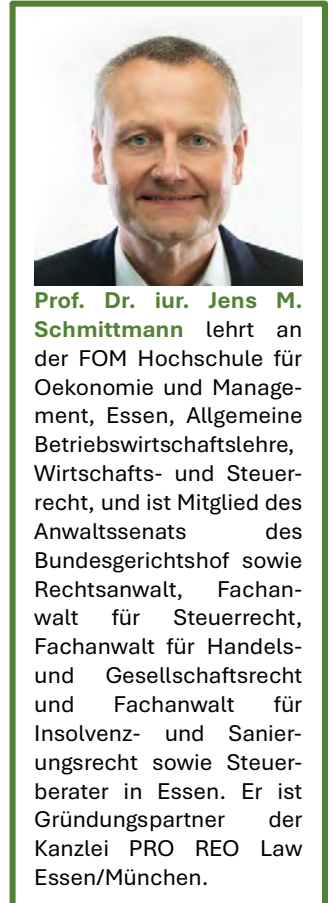 Prof. Dr. iur. Jens M.
Schmittmann lehrt an
der FOM Hochschule für
Oekonomie und Manage-
ment, Essen, Allgemeine
Betriebswirtschaftslehre,
Wirtschafts- und Steuer-
recht, und ist Mitglied des
Anwaltssenats des
Bundesgerichtshof sowie
Rechtsanwalt, Fachan-
walt für Steuerrecht,
Fachanwalt für Handels-
und Gesellschaftsrecht
und Fachanwalt für
Insolvenz- und Sanier-
ungsrecht sowie Steuer-
berater in Essen. Er ist
Gründungspartner der
Kanzlei PRO REO Law
Essen/München.